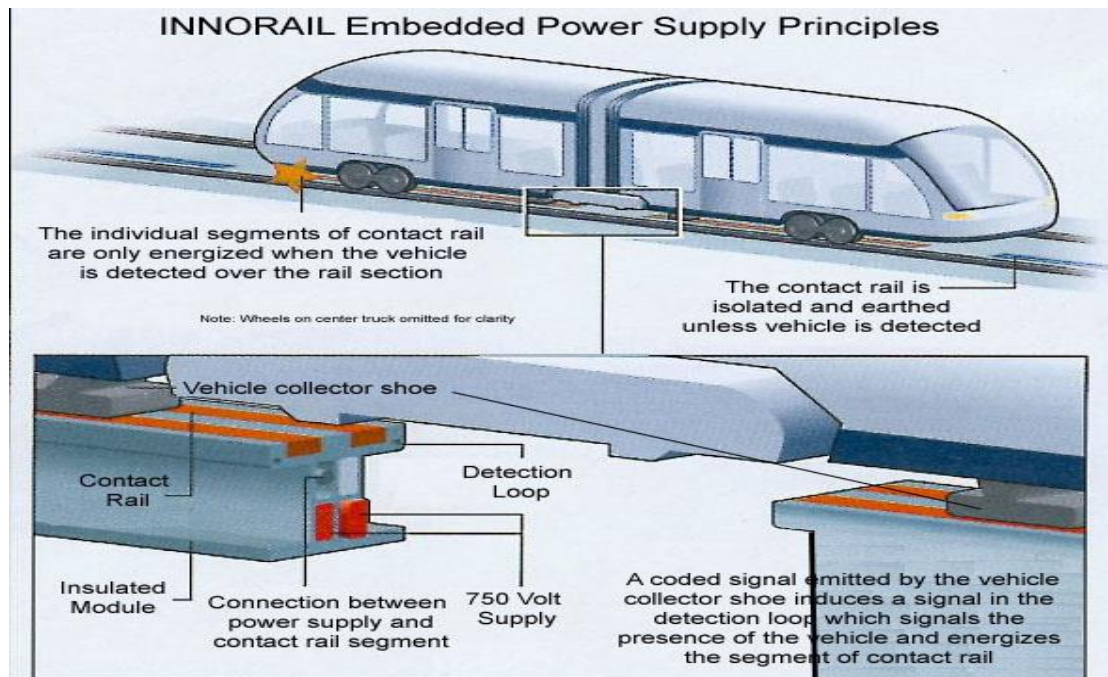 INNORAIL Embedded Power Supply Principles
The individual segments of contact rail
are only energized when the vehicle
is detected over the rail section
Note: Wheels on center truck omitted for clarity
The contact rail is
isolated and earthed
unless vehicle is detected
Vehicle collector shoe
Contact
Rail
Detection
Loop
Insulated
Module
Connection between
power supply and
contact rail segment
750 Volt
Supply
A coded signal emitted by the vehicle
collector shoe induces a signal in the
detection loop which signals the
presence of the vehicle and energizes
the segment of contact rail